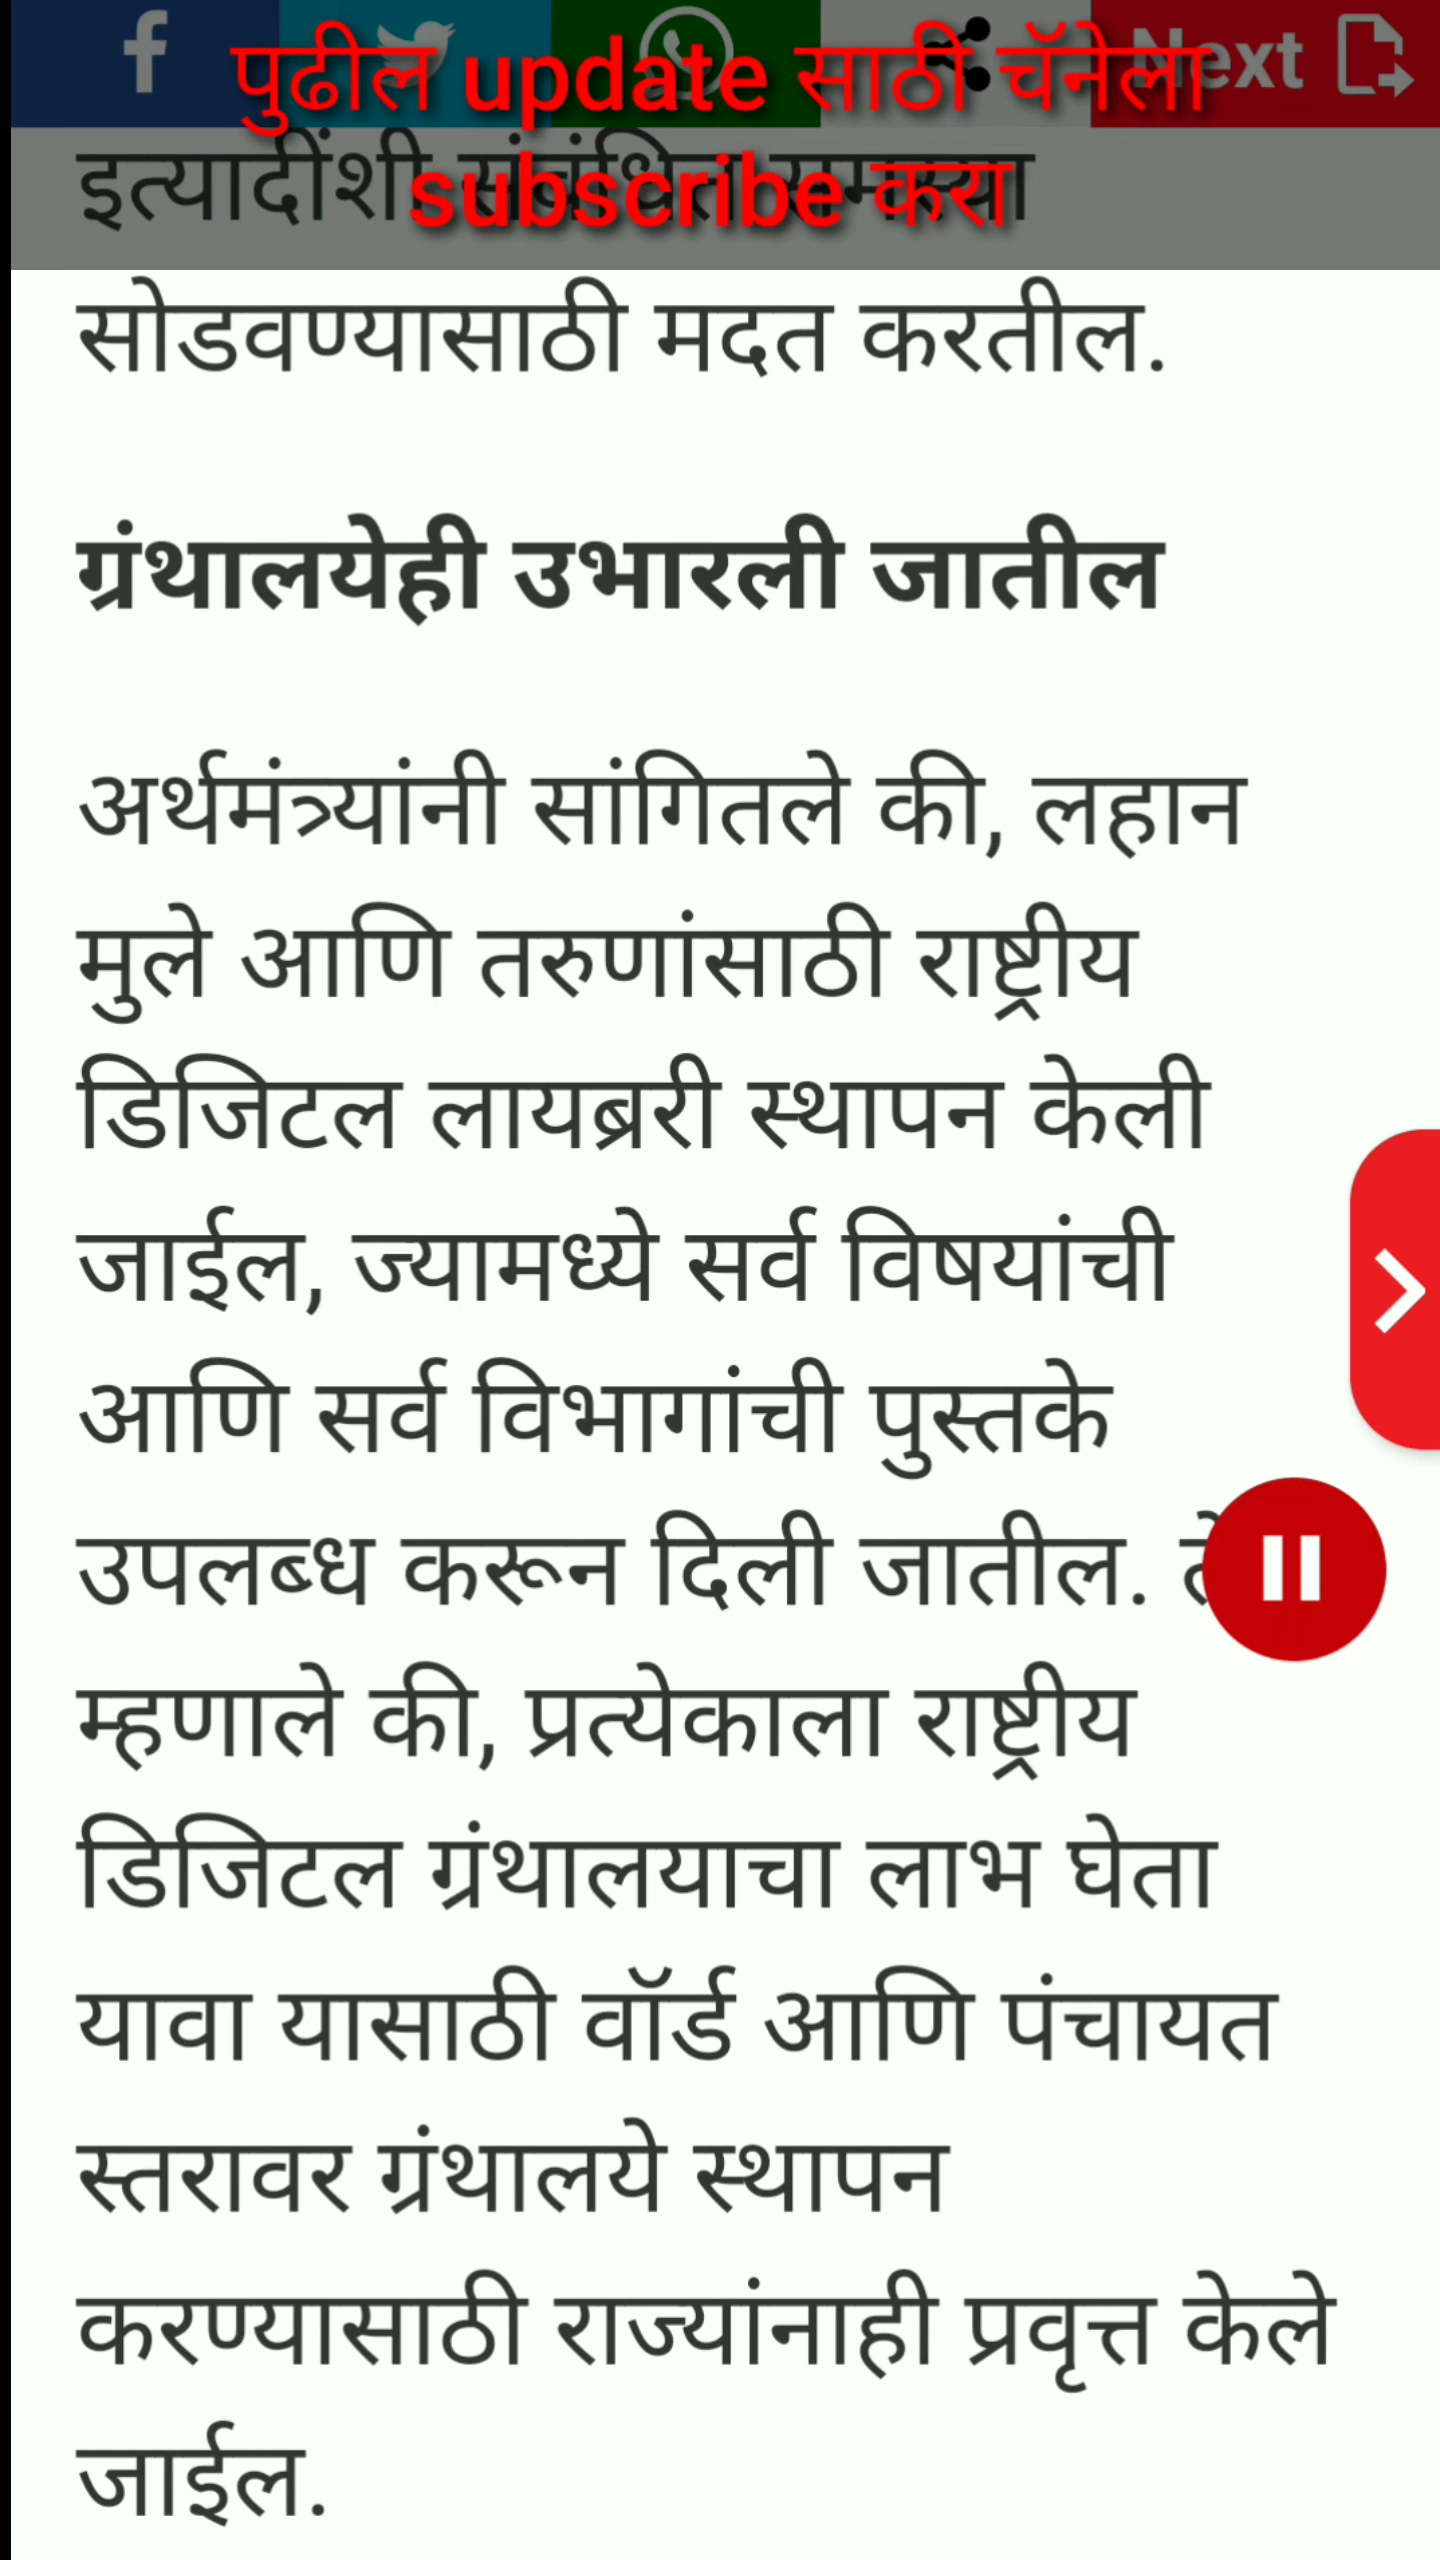 पुढील update साठी चॅनेला
Next
subscribe करा
इत्यादींशी संबंधित समस्या
सोडवण्यासाठी मदत करतील.
ग्रंथालयेही उभारली जातील
अर्थमंत्र्यांनी सांगितले की, लहान
मुले आणि तरुणांसाठी राष्ट्रीय
डिजिटल लायब्ररी स्थापन केली
जाईल, ज्यामध्ये सर्व विषयांची
आणि सर्व विभागांची पुस्तके
उपलब्ध करून दिली जातील.
म्हणाले की, प्रत्येकाला राष्ट्रीय
डिजिटल ग्रंथालयाचा लाभ घेता
यावा यासाठी वॉर्ड आणि पंचायत
स्तरावर ग्रंथालये स्थापन
करण्यासाठी राज्यांनाही प्रवृत्त केले
जाईल.